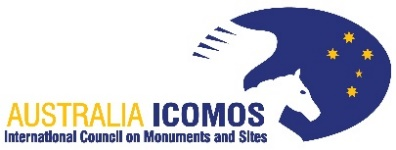 AUSTRALIA ICOMOS
International Council on Monuments and Sites